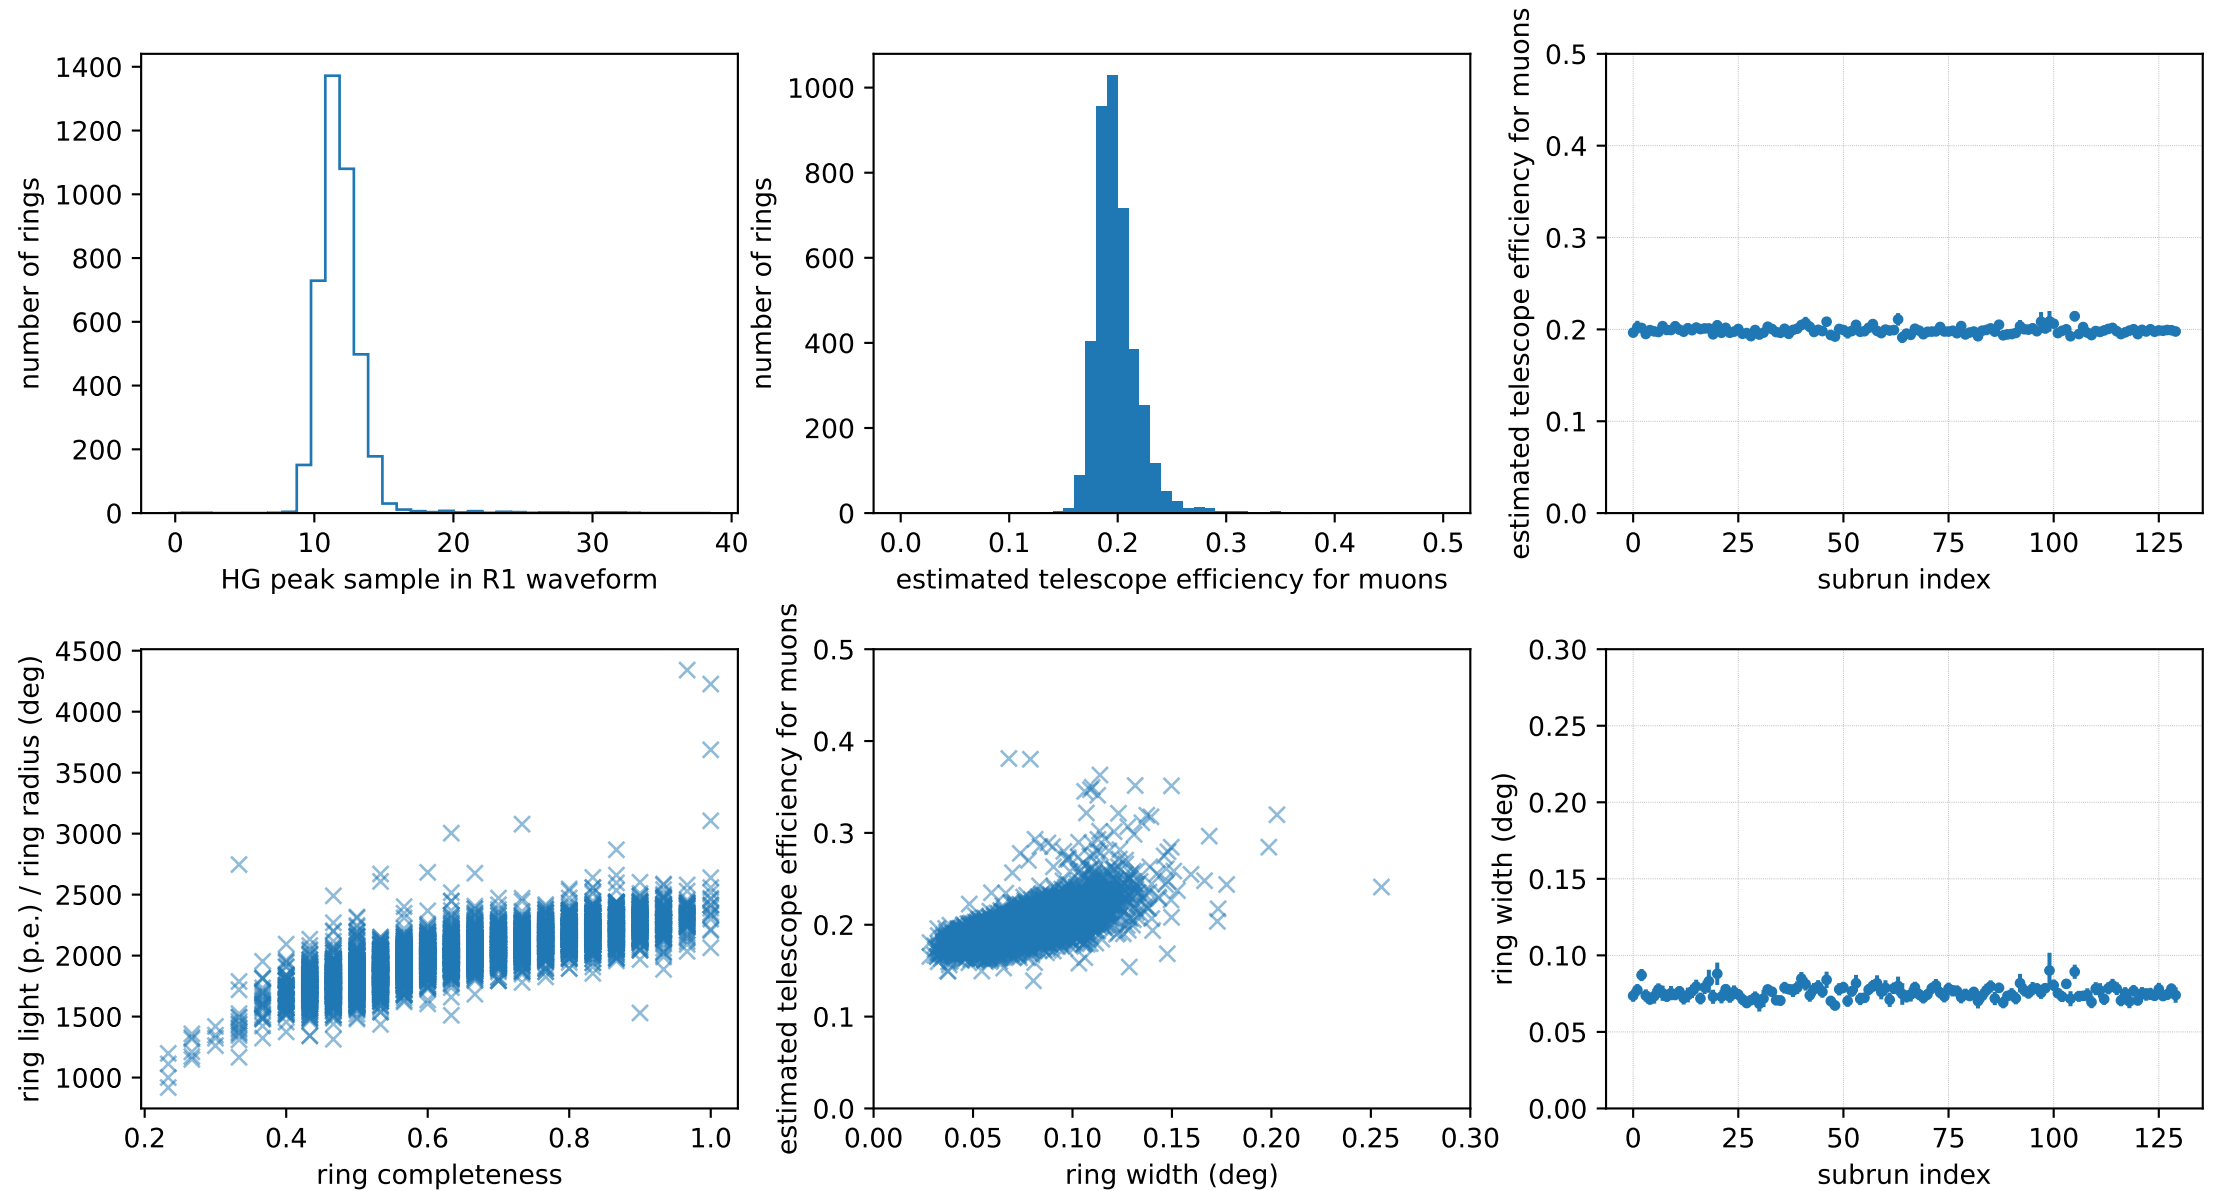 1400
1200
1000
800
600
400
200
0
number of rings
0 10 20 30 40
HG peak sample in R1 waveform
1000
800
600
400
200
0
number of rings
0.0 0.1 0.2 0.3 0.4 0.5
estimated telescope efficiency for muons
0.5
0.4
0.3
0.2
0.1
0.0
estimated telescope efficiency for muons
0 25 50 75 100 125
subrun index
4500
4000
3500
3000
2500
2000
1500
1000
ring light (p.e.) / ring radius (deg)
0.2 0.4 0.6 0.8 1.0
ring completeness
0.5
0.4
0.3
0.2
0.1
0.0
estimated telescope efficiency for muons
0.00 0.05 0.10 0.15 0.20 0.25 0.30
ring width (deg)
0.30
0.25
0.20
0.15
0.10
0.05
0.00
ring width (deg)
0 25 50 75 100 125
subrun index